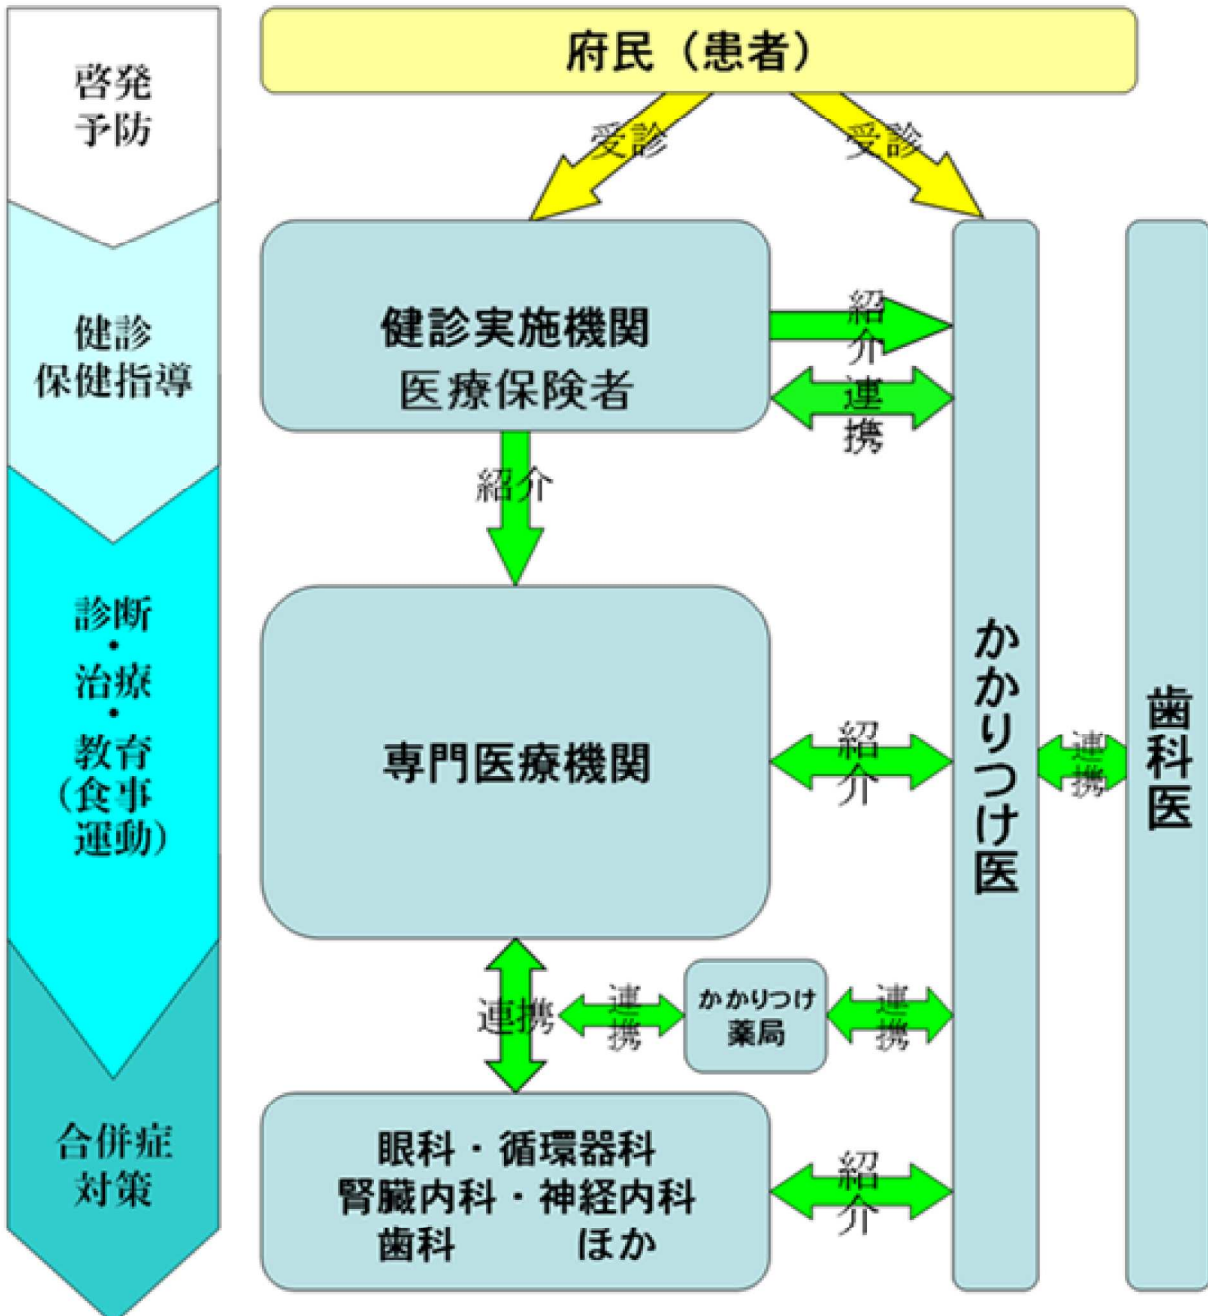 啓発
予防
健診
保健指導
診断
・
治療
・
教育
(食事
運動)
合併症
対策
府民（患者）
受診
受診
健診実施機関
医療保険者
紹介
連携
紹介
専門医療機関
紹介
かかりつけ医
連携
歯科医
連携
連携
かかりつけ
薬局
連携
眼科・循環器科
腎臓内科・神経内科
歯科　　　ほか
紹介